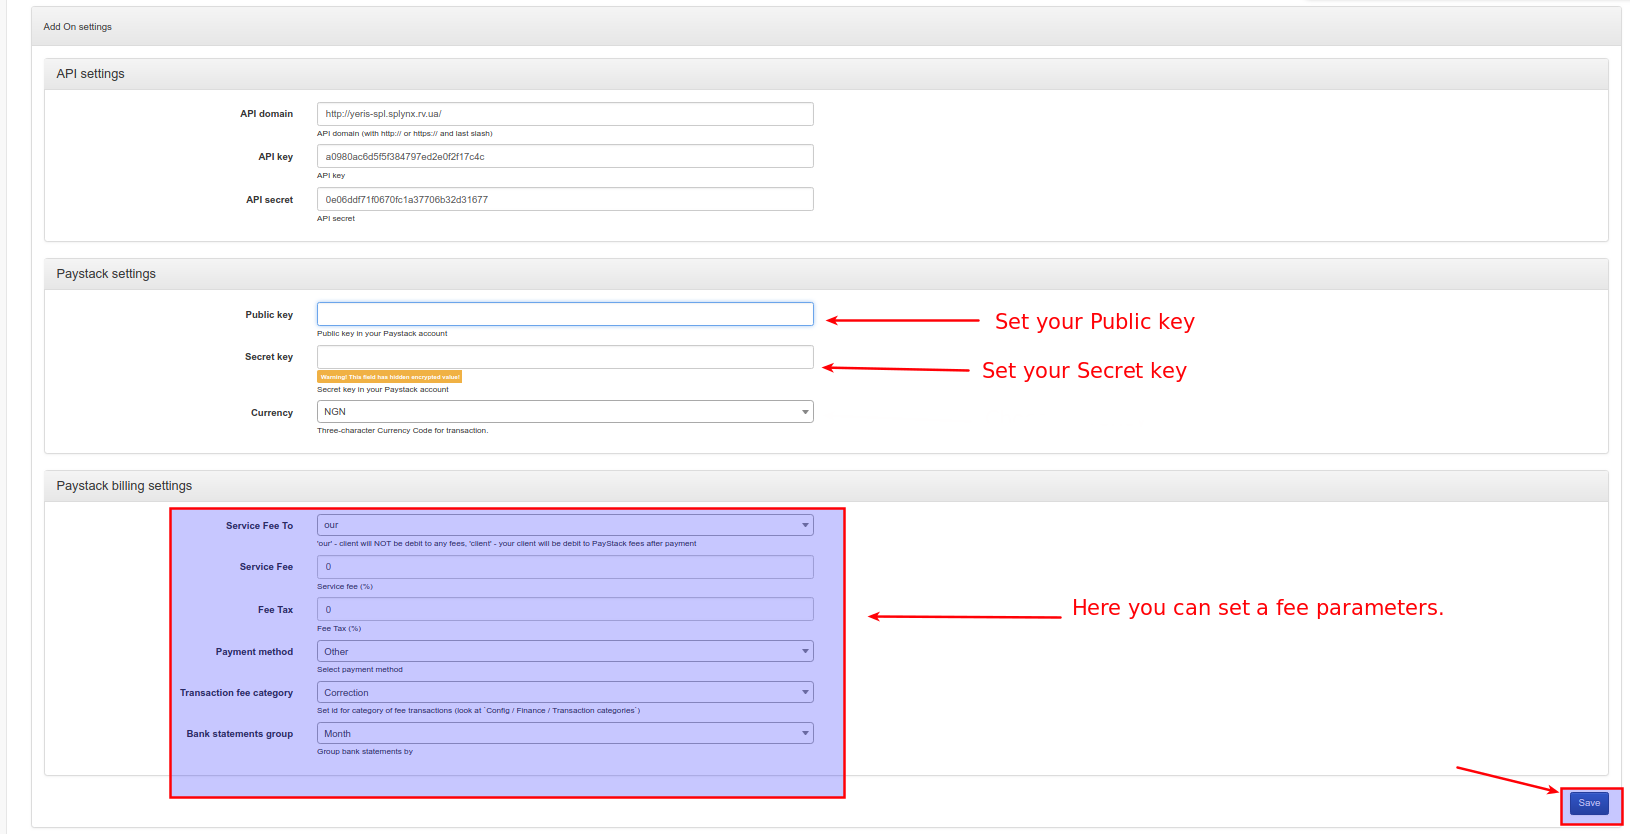 Add On settings
API settings
API domain
http://yeris-spl.splynx.rv.ua/
API domain (with http:// or https:// and last slash)
API key
a0980ac6d5f5f384797ed2e0f2f17c4c
API key
API secret
0e06ddf71f0670fc1a37706b32d31677
API secret
Paystack settings
Public key
Set your Public key
Public key in your Paystack account
Secret key
Set your Secret key
Warning! This field has hidden encrypted value!
Secret key in your Paystack account
Currency
NGN
Three-character Currency Code for transaction.
Paystack billing settings
Service Fee To
our
'our' - client will NOT be debit to any fees, 'client' - your client will be debit to PayStack fees after payment
Service Fee
0
Service fee (%)
Fee Tax
0
Here you can set a fee parameters.
Fee Tax (%)
Payment method
Other
Select payment method
Transaction fee category
Correction
Set id for category of fee transactions (look at `Config / Finance / Transaction categories`)
Bank statements group
Month
Group bank statements by
Save